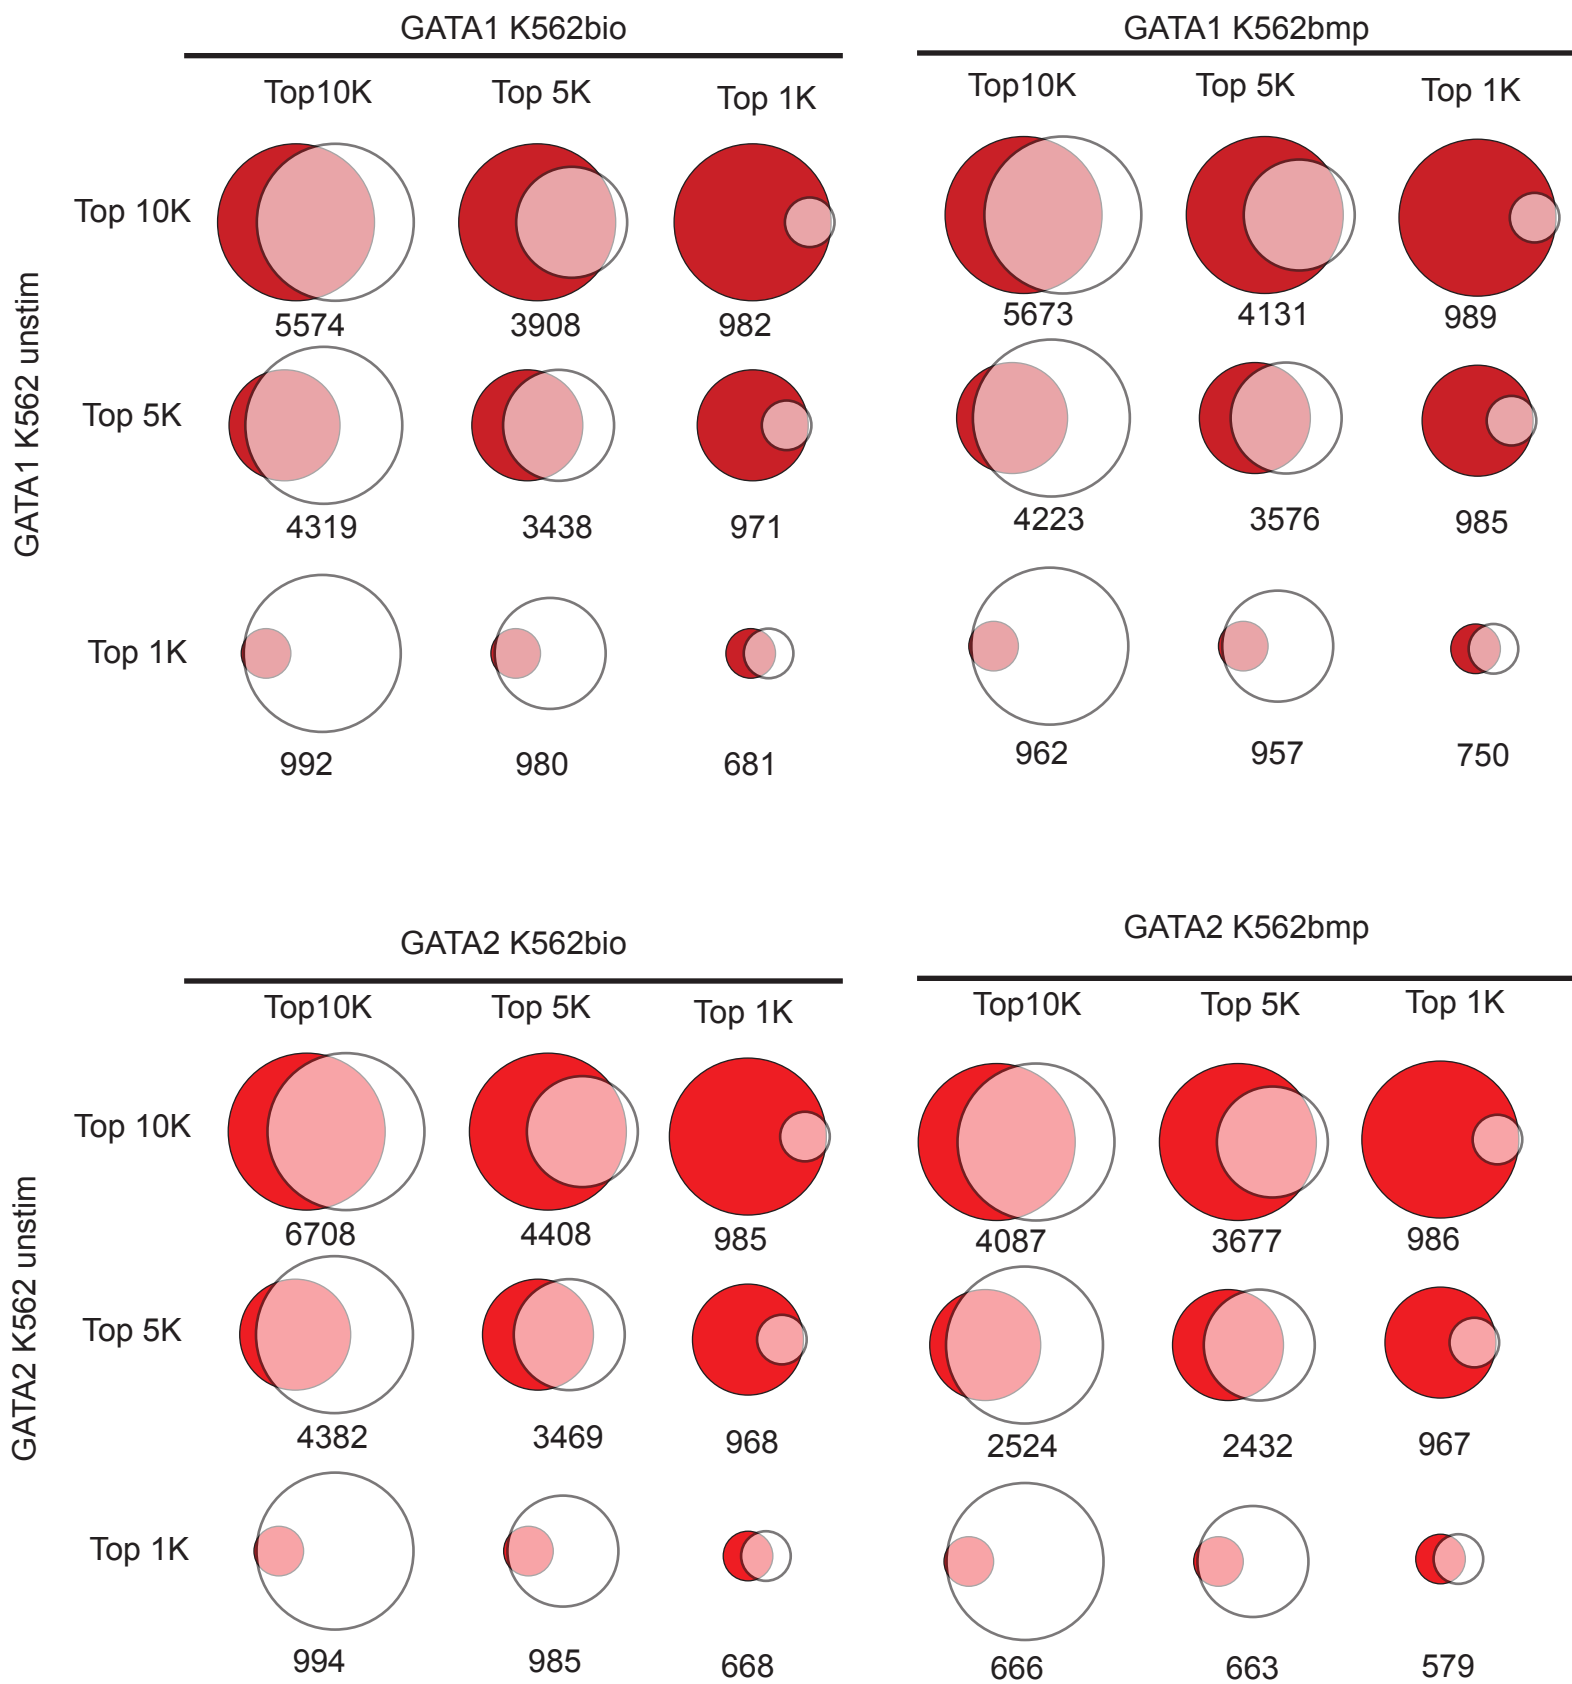 GATA1 K562bio
GATA1 K562bmp
Top10K Top 5K Top 1K
Top10K Top 5K Top 1K
GATA1 K562 unstim
Top 10K
5574 3908 982
5673 4131 989
Top 5K
4319 3438 971
4223 3576 985
Top 1K
992 980 681
962 957 750
GATA2 K562bio
GATA2 K562bmp
Top10K Top 5K Top 1K
Top10K Top 5K Top 1K
GATA2 K562 unstim
Top 10K
6708 4408 985
4087 3677 986
Top 5K
4382 3469 968
2524 2432 967
Top 1K
994 985 668
666 663 579